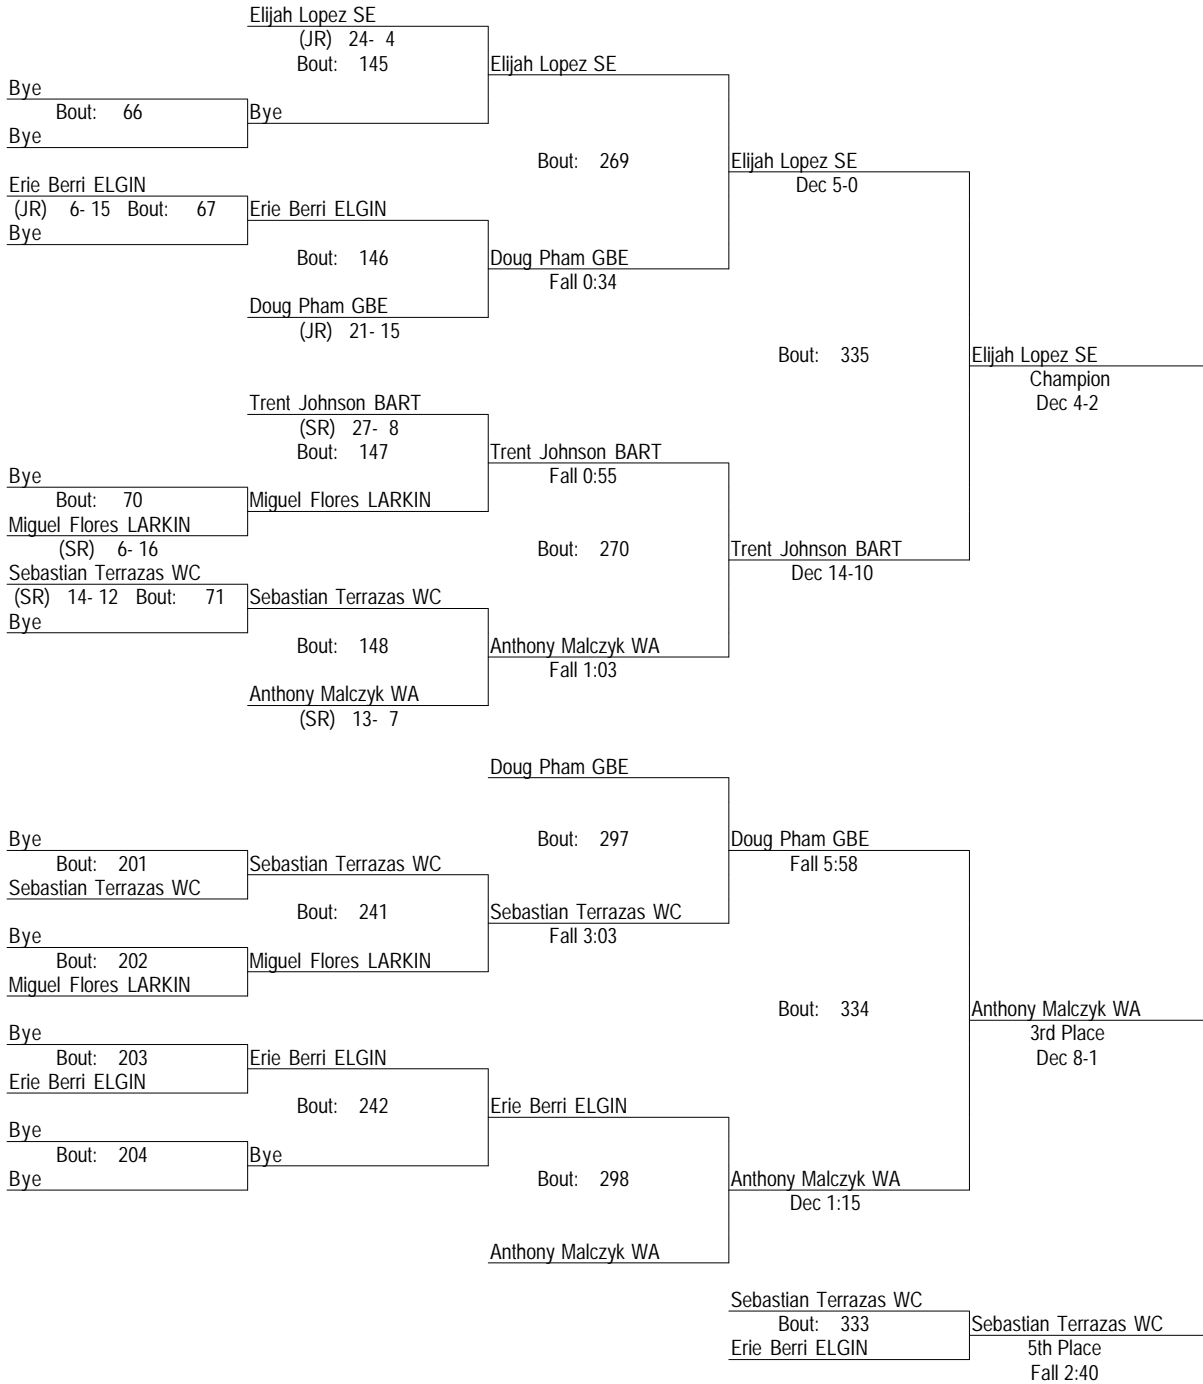 Elijah Lopez SE
(JR) 24- 4
Bout: 145
Elijah Lopez SE
Bye
Bout: 66
Bye
Bye
Bout: 269
Elijah Lopez SE
Dec 5-0
Erie Berri ELGIN
(JR) 6- 15 Bout: 67
Erie Berri ELGIN
Bye
Bout: 146
Doug Pham GBE
Fall 0:34
Doug Pham GBE
(JR) 21- 15
Bout: 335
Elijah Lopez SE
Champion
Dec 4-2
Trent Johnson BART
(SR) 27- 8
Bout: 147
Trent Johnson BART
Fall 0:55
Bye
Bout: 70
Miguel Flores LARKIN
Miguel Flores LARKIN
(SR) 6- 16
Bout: 270
Trent Johnson BART
Dec 14-10
Sebastian Terrazas WC
(SR) 14- 12 Bout: 71
Sebastian Terrazas WC
Bye
Bout: 148
Anthony Malczyk WA
Fall 1:03
Anthony Malczyk WA
(SR) 13- 7
Doug Pham GBE
Bout: 297
Doug Pham GBE
Fall 5:58
Bye
Bout: 201
Sebastian Terrazas WC
Sebastian Terrazas WC
Bout: 241
Sebastian Terrazas WC
Fall 3:03
Bye
Bout: 202
Miguel Flores LARKIN
Miguel Flores LARKIN
Bout: 334
Anthony Malczyk WA
3rd Place
Dec 8-1
Bye
Bout: 203
Erie Berri ELGIN
Erie Berri ELGIN
Bout: 242
Erie Berri ELGIN
Bye
Bout: 204
Bye
Bye
Bout: 298
Anthony Malczyk WA
Dec 1:15
Anthony Malczyk WA
Sebastian Terrazas WC
Bout: 333
Erie Berri ELGIN
Sebastian Terrazas WC
5th Place
Fall 2:40